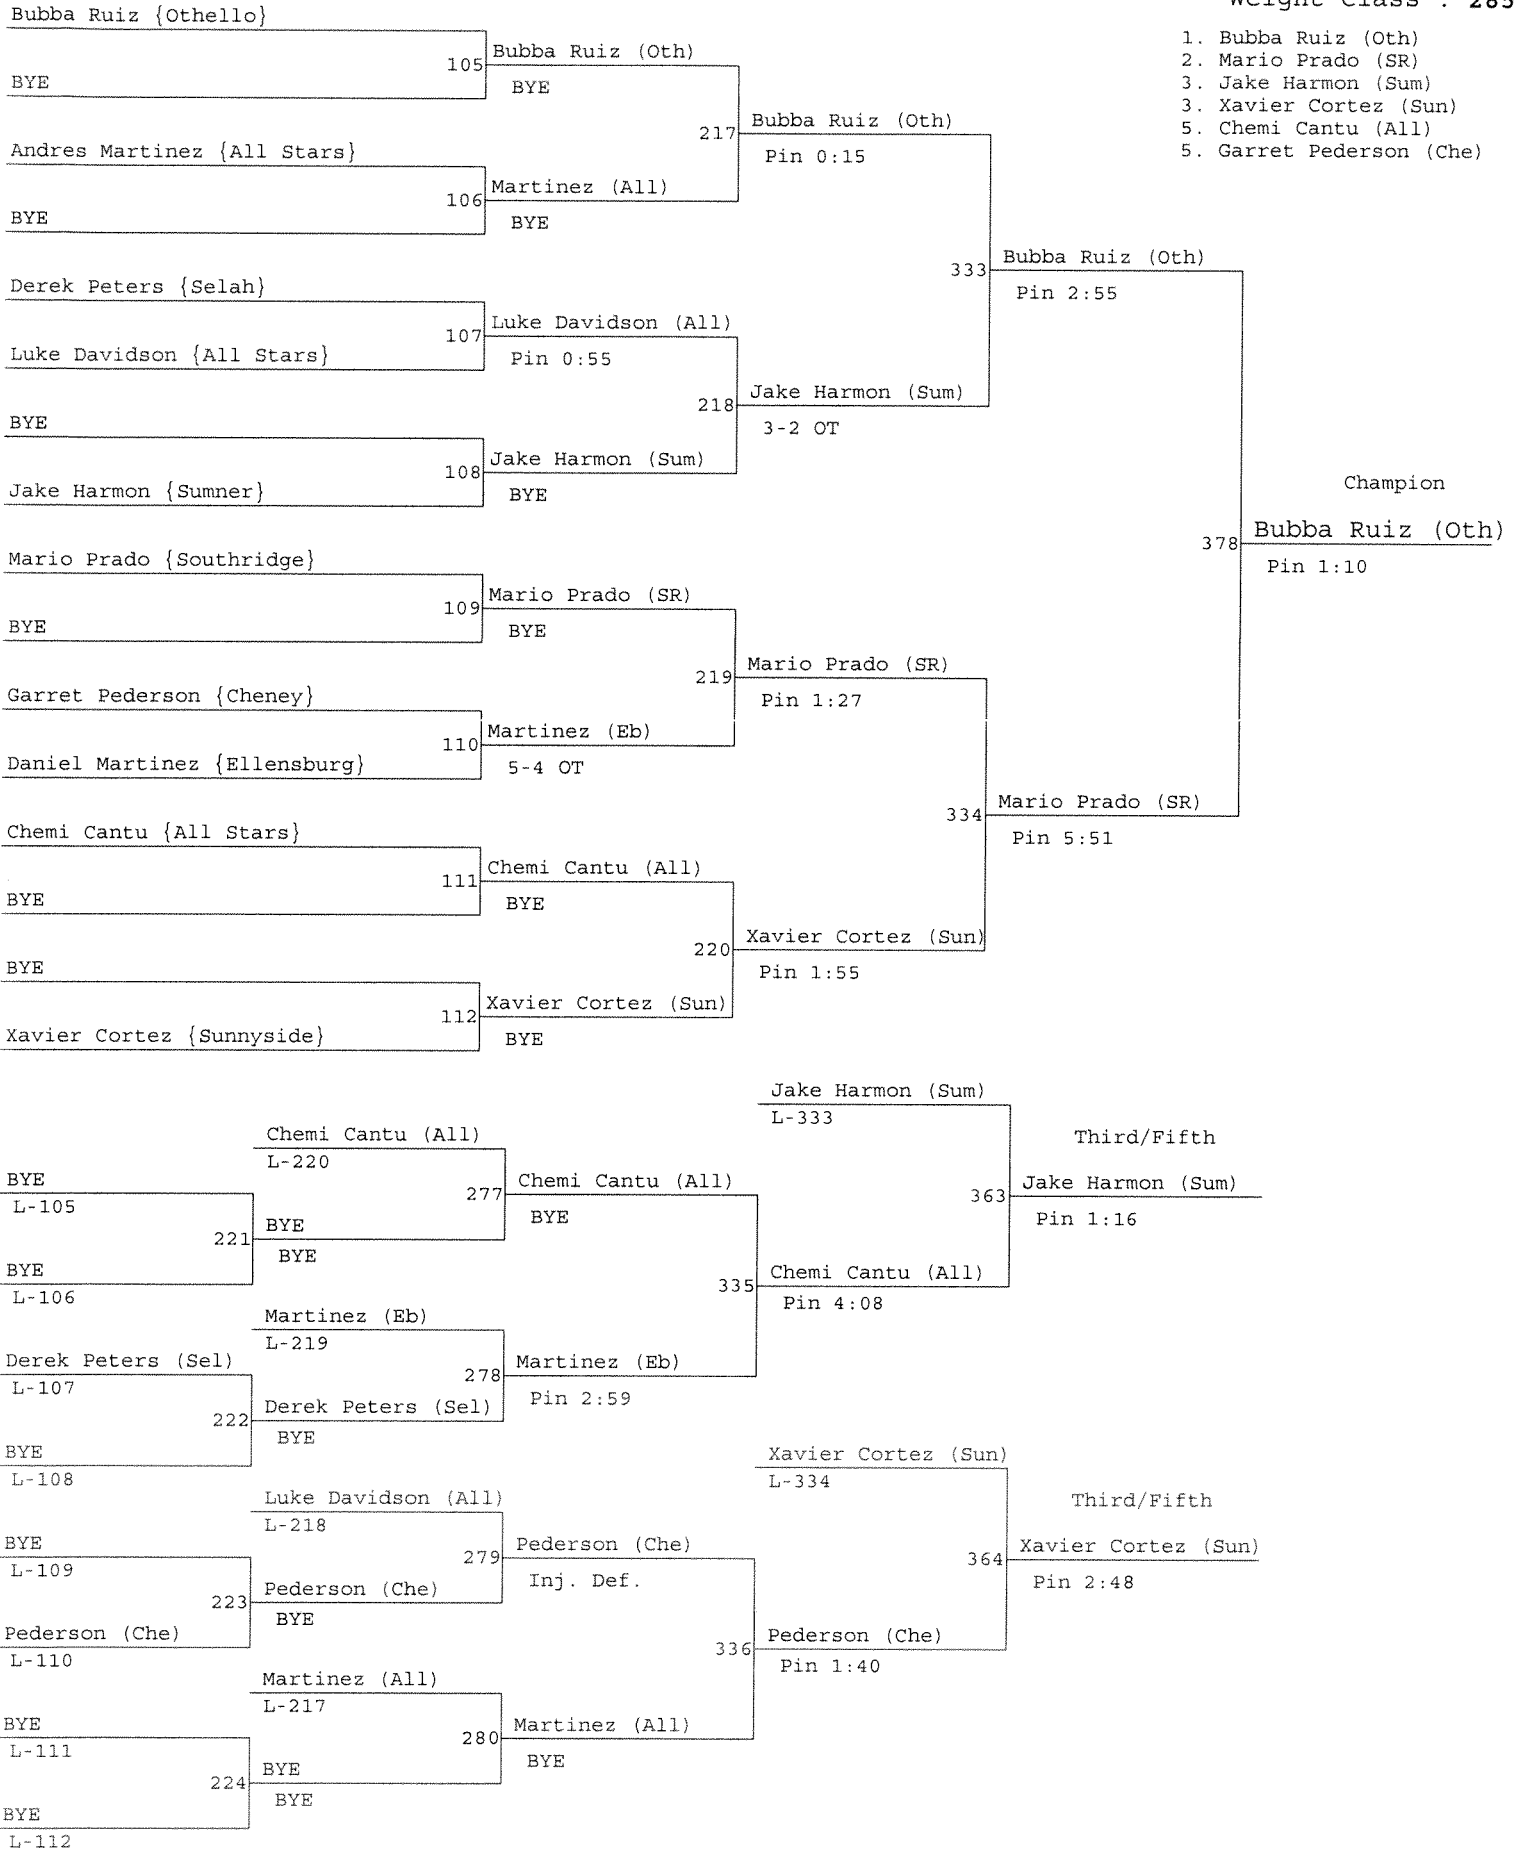 Weight Class : 285
1. Bubba Ruiz (Oth)
2. Mario Prado (SR)
3. Jake Harmon (Sum)
3. Xavier Cortez (Sun)
5. Chemi Cantu (All)
5. Garret Pederson (Che)
Bubba Ruiz {Othello}
105
Bubba Ruiz (Oth)
BYE
BYE
217
Bubba Ruiz (Oth)
Pin 0:15
Andres Martinez {All Stars}
106
Martinez (All)
BYE
BYE
333
Bubba Ruiz (Oth)
Pin 2:55
Derek Peters {Selah}
107
Luke Davidson (All)
Luke Davidson {All Stars}
Pin 0:55
218
Jake Harmon (Sum)
3-2 OT
BYE
108
Jake Harmon (Sum)
Jake Harmon {Sumner}
BYE
Champion
378
Bubba Ruiz (Oth)
Pin 1:10
Mario Prado {Southridge}
109
Mario Prado (SR)
BYE
BYE
219
Mario Prado (SR)
Pin 1:27
Garret Pederson {Cheney}
110
Martinez (Eb)
Daniel Martinez {Ellensburg}
5-4 OT
334
Mario Prado (SR)
Pin 5:51
Chemi Cantu {All Stars}
111
Chemi Cantu (All)
BYE
BYE
220
Xavier Cortez (Sun)
Pin 1:55
BYE
112
Xavier Cortez (Sun)
Xavier Cortez {Sunnyside}
BYE
Jake Harmon (Sum)
L-333
Third/Fifth
Chemi Cantu (All)
L-220
277
Chemi Cantu (All)
BYE
363
Jake Harmon (Sum)
Pin 1:16
BYE
L-105
221
BYE
BYE
BYE
L-106
335
Chemi Cantu (All)
Pin 4:08
Martinez (Eb)
L-219
278
Martinez (Eb)
Pin 2:59
Derek Peters (Sel)
L-107
222
Derek Peters (Sel)
BYE
BYE
L-108
Xavier Cortez (Sun)
L-334
Third/Fifth
Luke Davidson (All)
L-218
279
Pederson (Che)
Inj. Def.
364
Xavier Cortez (Sun)
Pin 2:48
BYE
L-109
223
Pederson (Che)
BYE
Pederson (Che)
L-110
336
Pederson (Che)
Pin 1:40
Martinez (All)
L-217
280
Martinez (All)
BYE
BYE
L-111
224
BYE
BYE
BYE
L-112